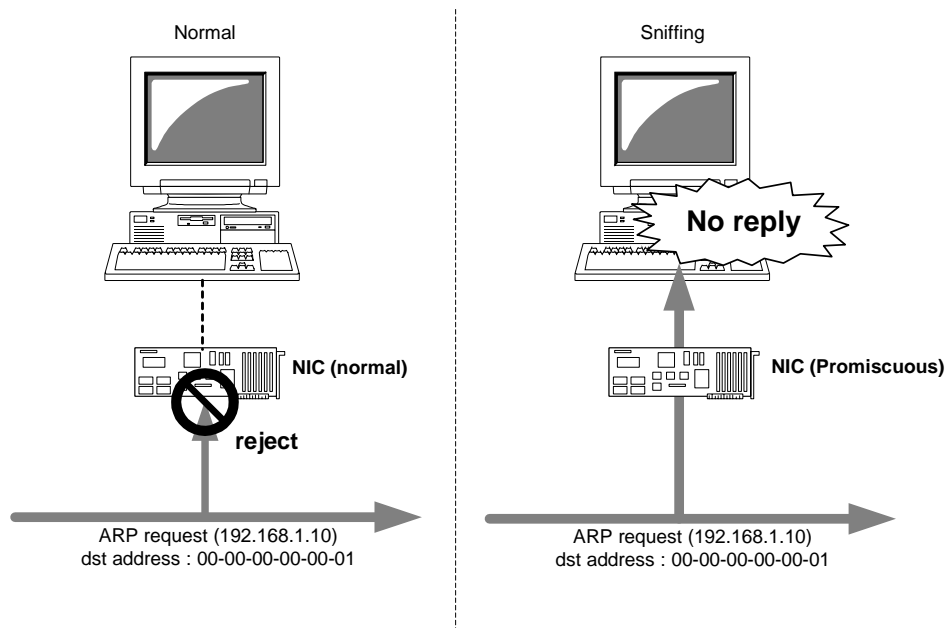 Normal
NIC (normal)
reject
ARP request (192.168.1.10)
dst address : 00-00-00-00-00-01
Sniffing
No reply
NIC (Promiscuous)
ARP request (192.168.1.10)
dst address : 00-00-00-00-00-01